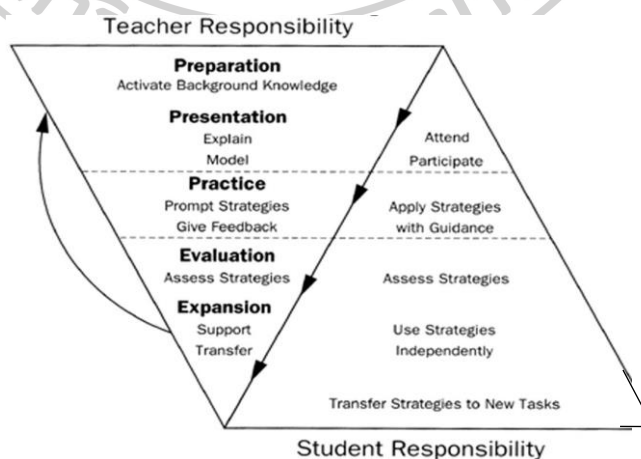 Teacher Responsibility
Preparation
Activate Background Knowledge
Presentation
Explain
Model
Attend
Participate
Practice
Prompt Strategies
Give Feedback
Apply Strategies
with Guidance
Evaluation
Assess Strategies
Assess Strategies
Expansion
Support
Transfer
Use Strategies
Independently
Transfer Strategies to New Tasks
Student Responsibility